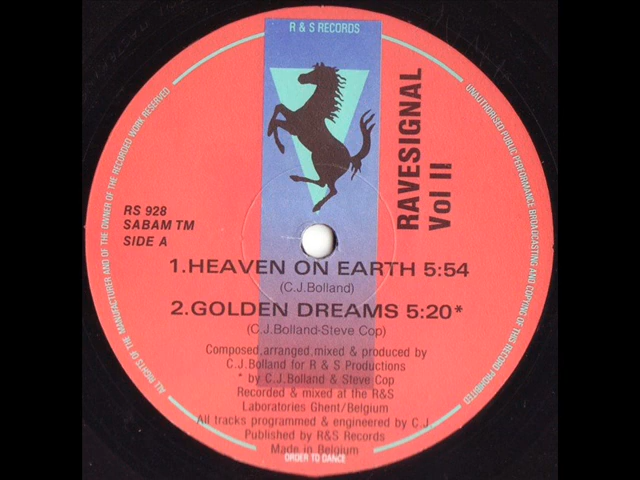 R & S RECORDS
ALL RIGHTS OF THE MANUFACTURER AND OF THE OWNER OF THE RECORDED WORK RESERVED
UNAUTHORISED PUBLIC PERFORMANCE BROADCASTING AND COPYING OF THIS RECORD PROHIBITED
RAVESIGNAL
Vol II
RS 928
SABAM TM
SIDE A
1.HEAVEN ON EARTH 5:54
(C.J.Bolland)
2.GOLDEN DREAMS 5:20*
(C.J.Bolland-Steve Cop)
Composed,arranged,mixed & produced by
C.J.Bolland for R & S Productions
* by C.J.Bolland & Steve Cop
Recorded & mixed at the R&S
Laboratories Ghent/Belgium
All tracks programmed & engineered by C.J.
Published by R&S Records
Made in Belgium
ORDER TO DANCE